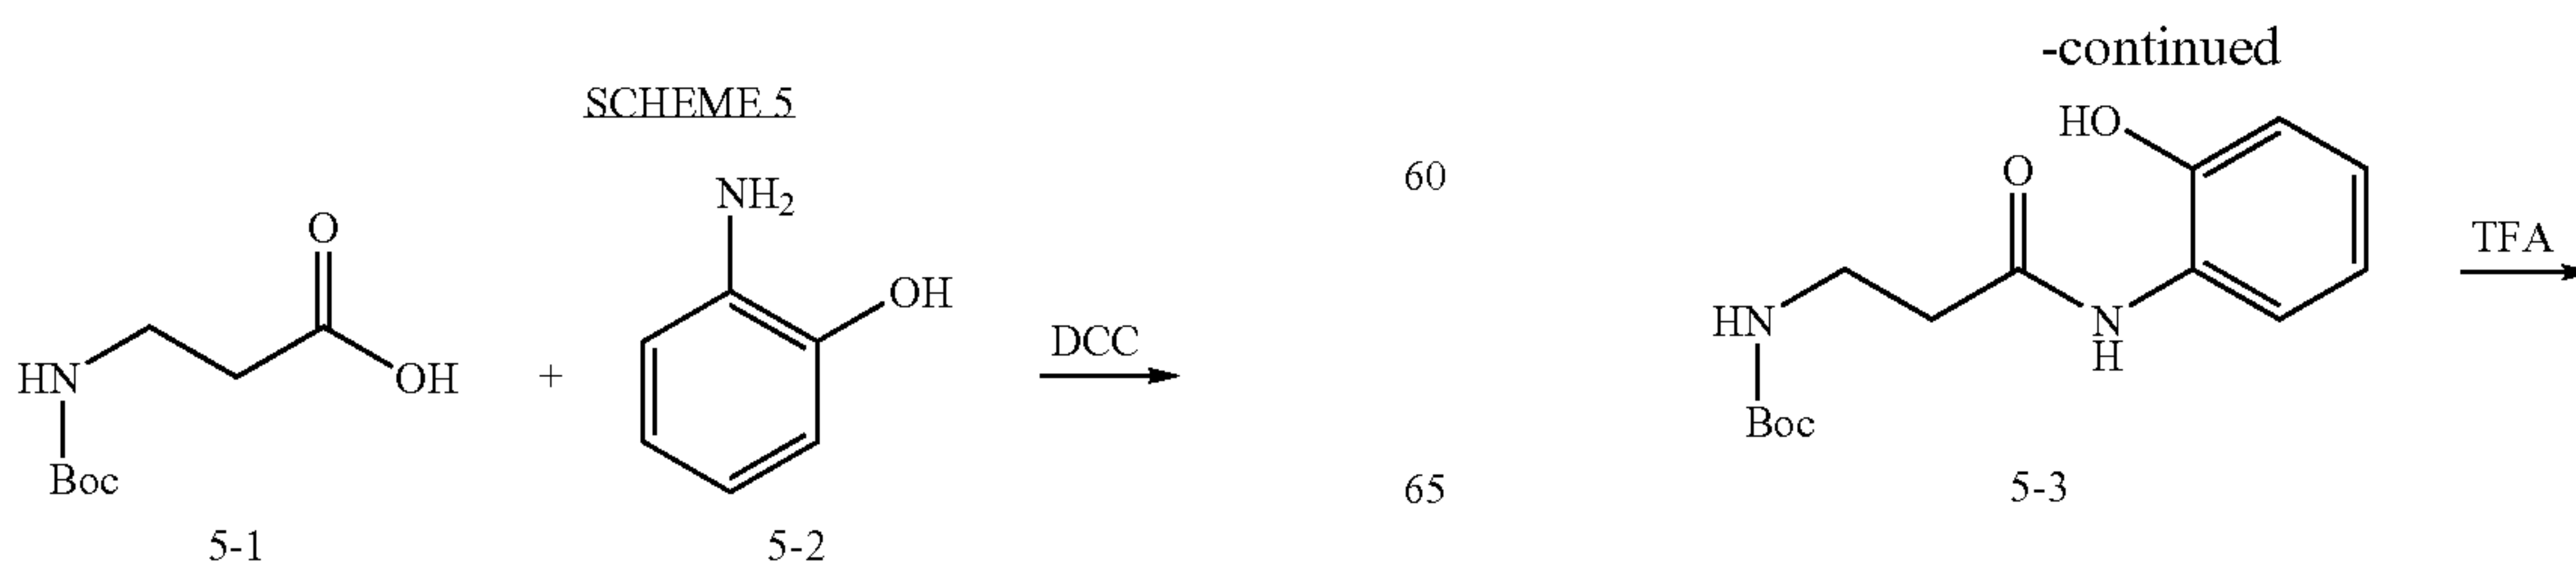 SCHEME 5
O
NH2
OH
HN
OH
+
DCC
Boc
5-1
5-2
60
65
-continued
HO
O
HN
N
H
Boc
5-3
TFA